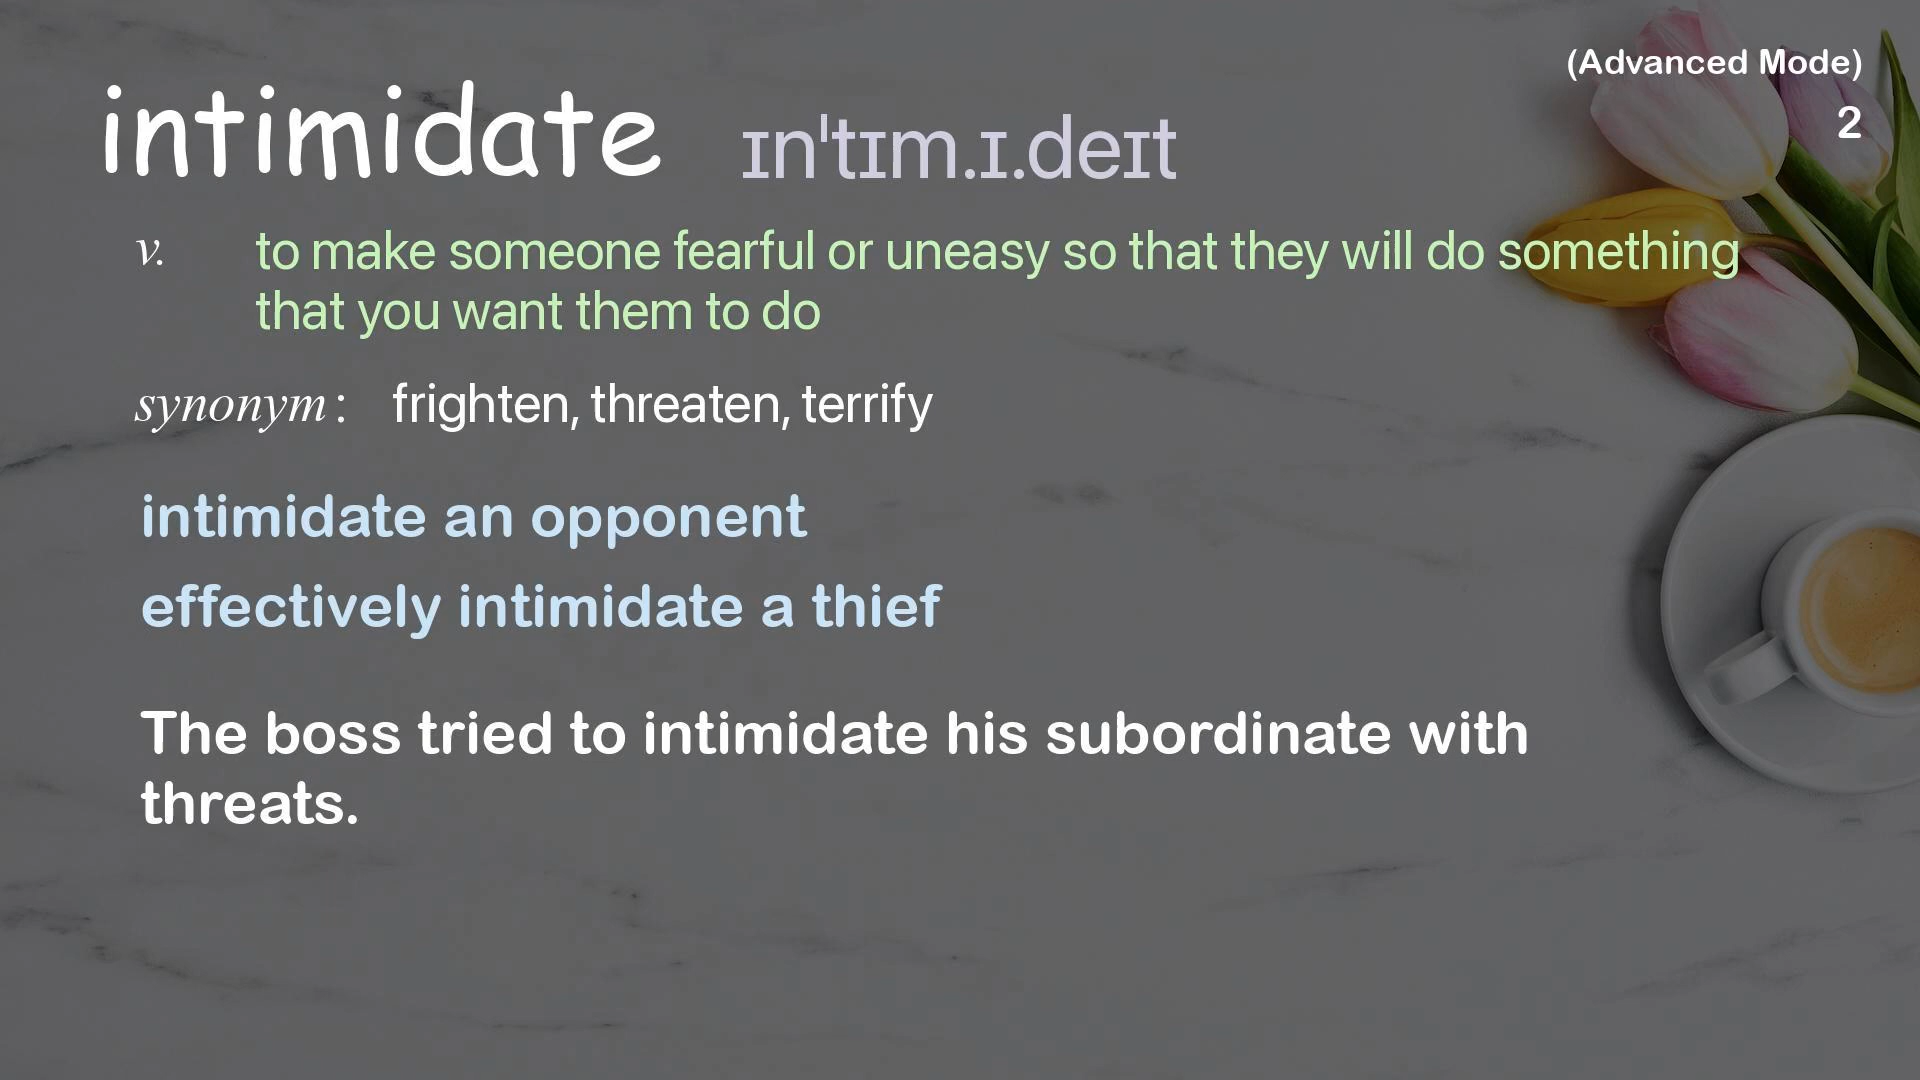 (Advanced Mode)
2
intimidate ɪn'tɪm.ɪ.deɪt
v. to make someone fearful or uneasy so that they will do something
that you want them to do
synonym : frighten, threaten, terrify
intimidate an opponent
effectively intimidate a thief
The boss tried to intimidate his subordinate with
threats.